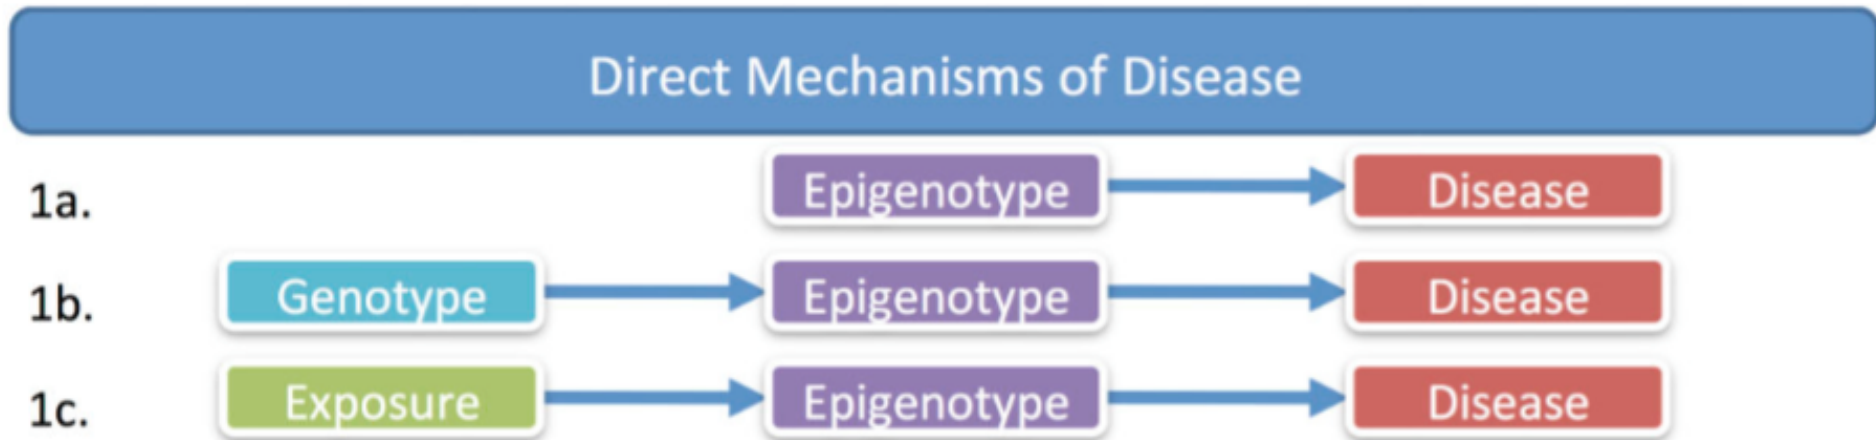 Direct Mechanisms of Disease
1a. Epigenotype Disease
1b. Genotype Epigenotype Disease
1c. Exposure Epigenotype Disease